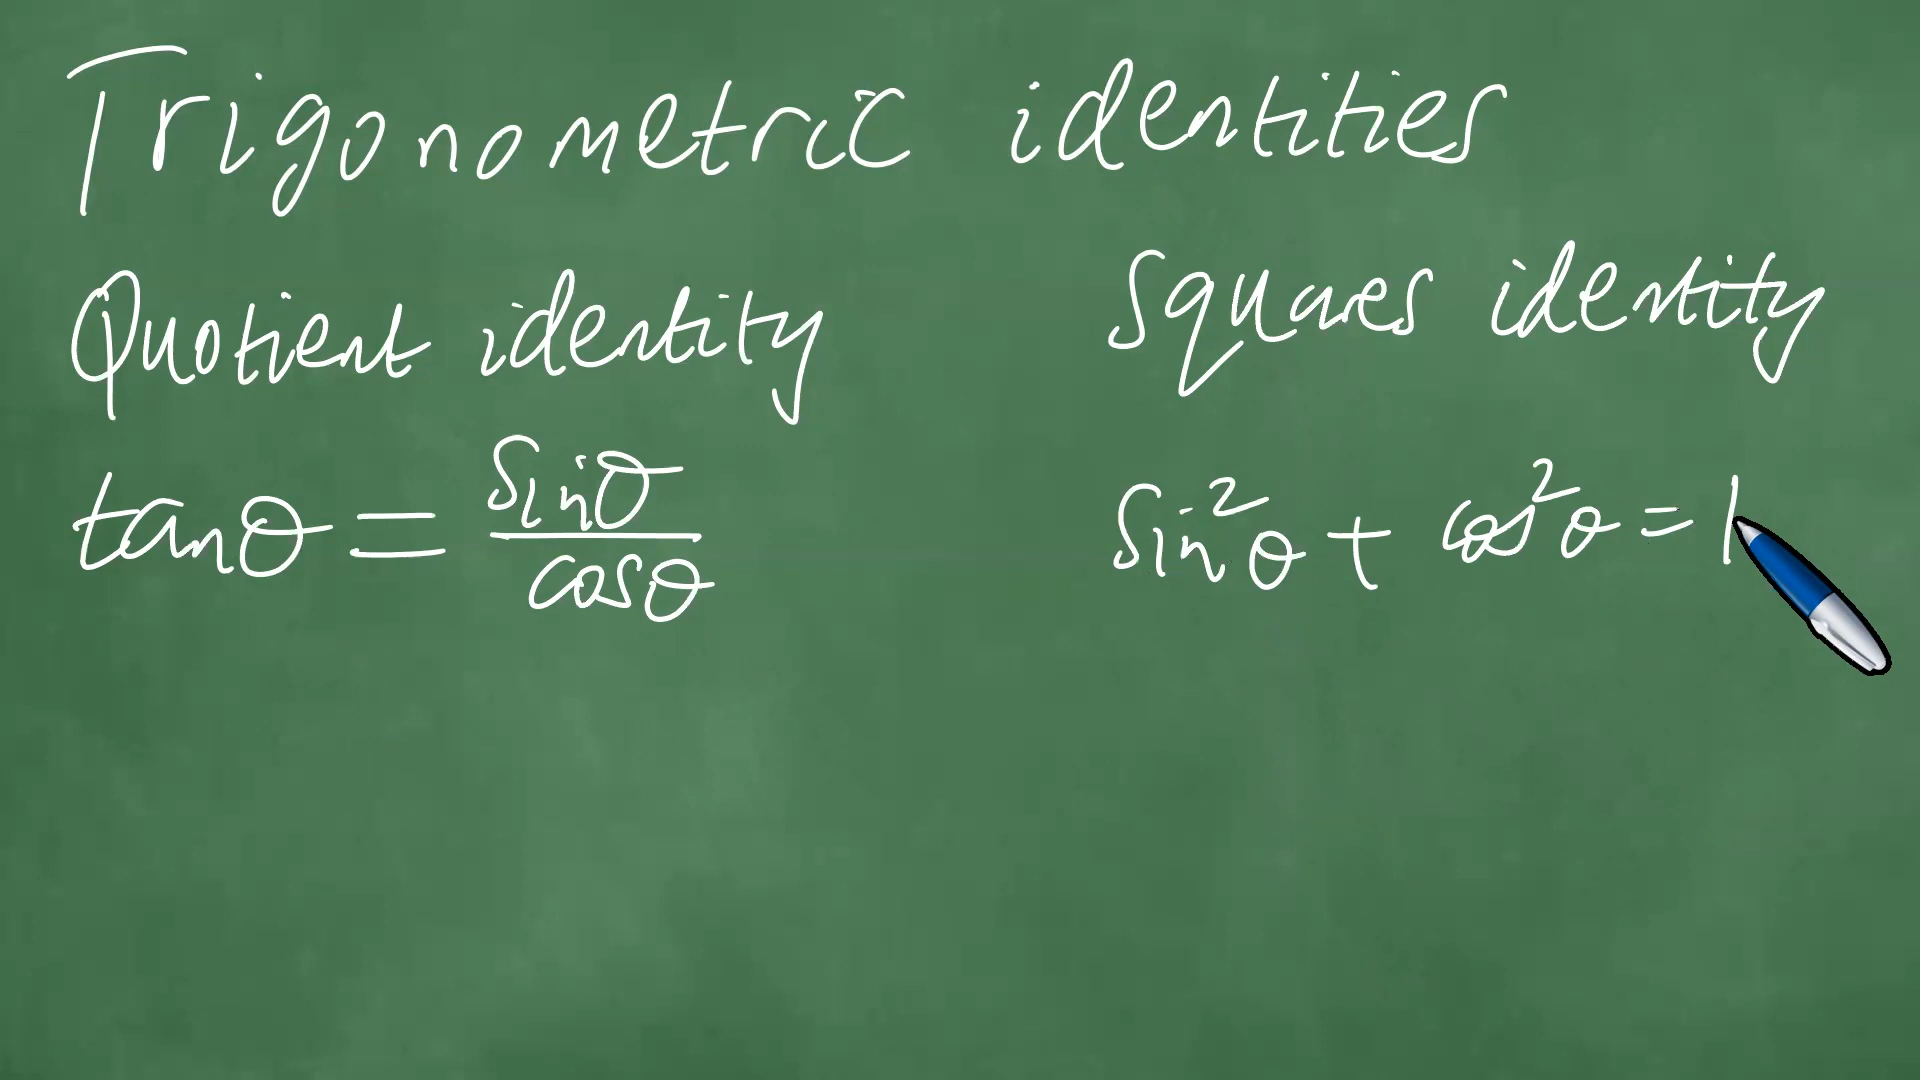 Trigonometric identities
Quotient identity
tanθ = sinθ/cosθ
Squares identity
sin²θ + cos²θ = 1